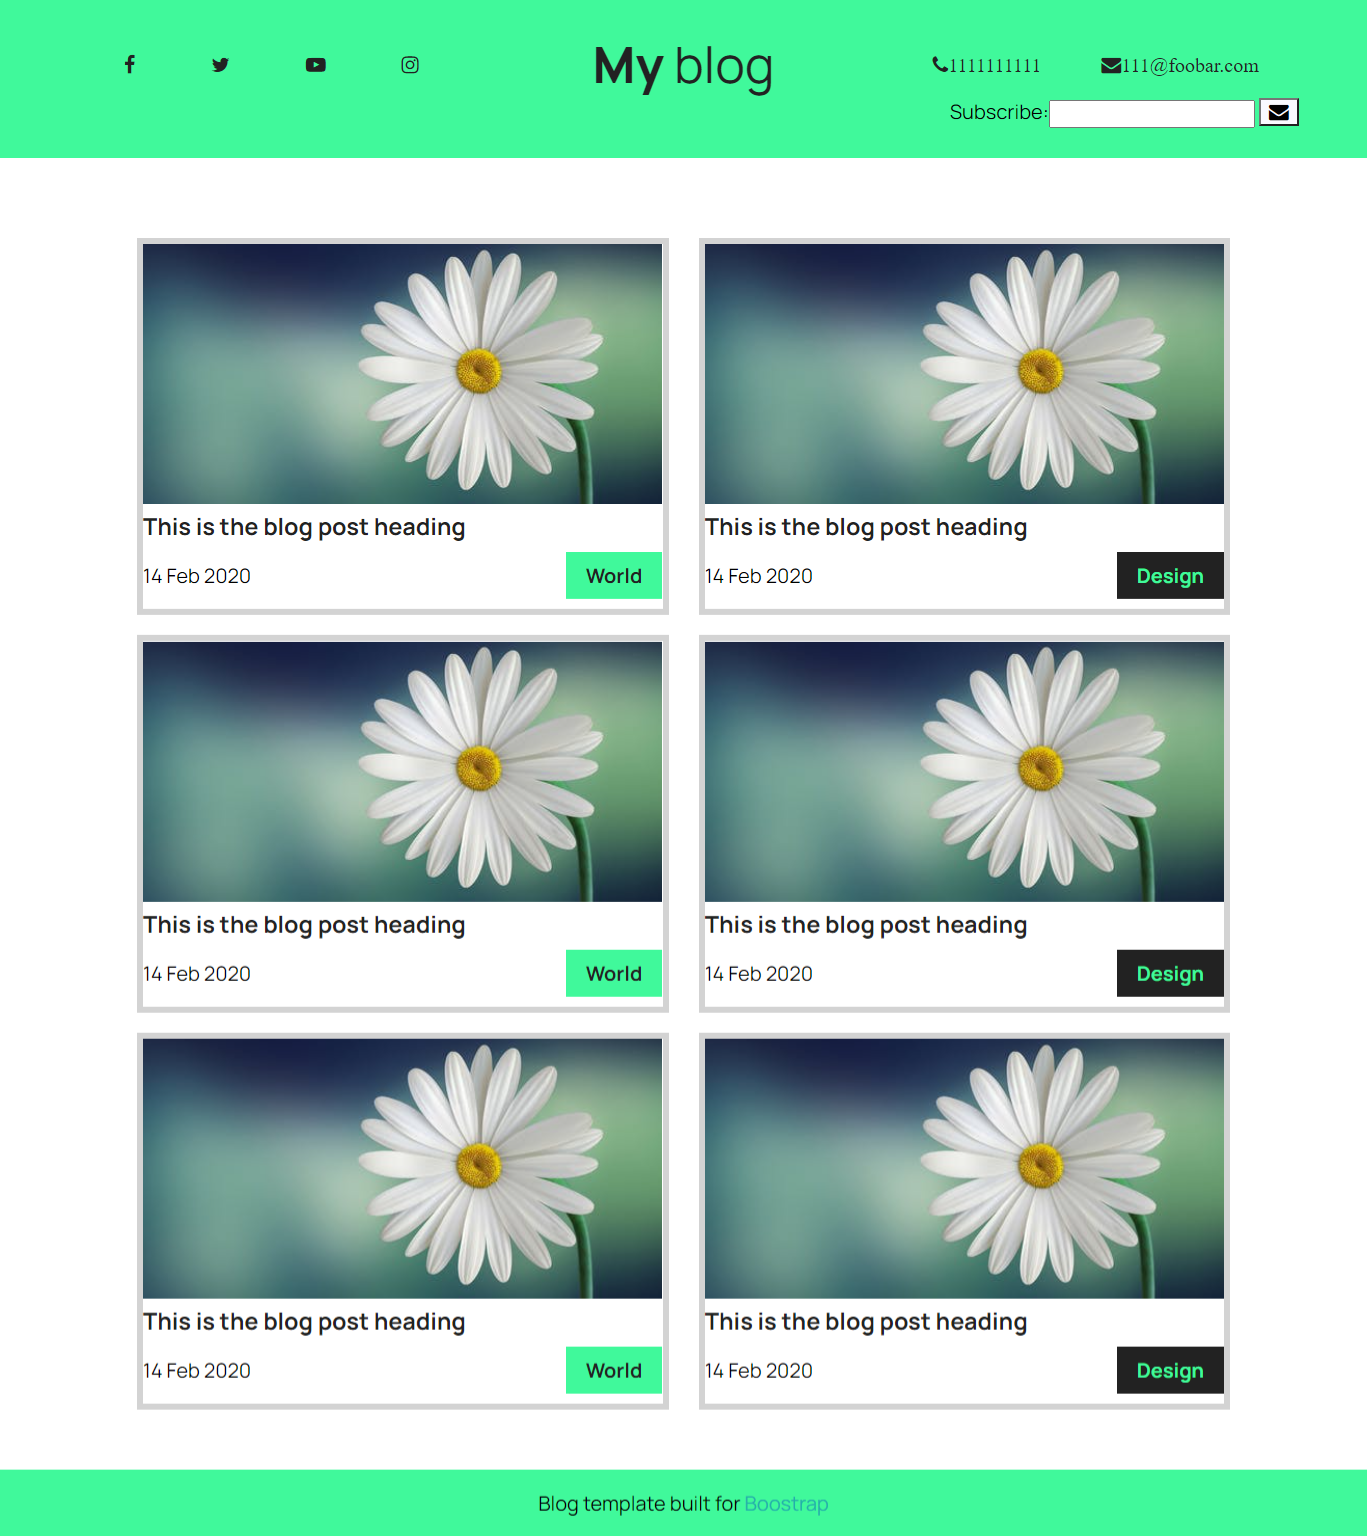 My blog
1111111111
111@foobar.com
Subscribe:
This is the blog post heading
14 Feb 2020
World
This is the blog post heading
14 Feb 2020
Design
This is the blog post heading
14 Feb 2020
World
This is the blog post heading
14 Feb 2020
Design
This is the blog post heading
14 Feb 2020
World
This is the blog post heading
14 Feb 2020
Design
Blog template built for Boostrap